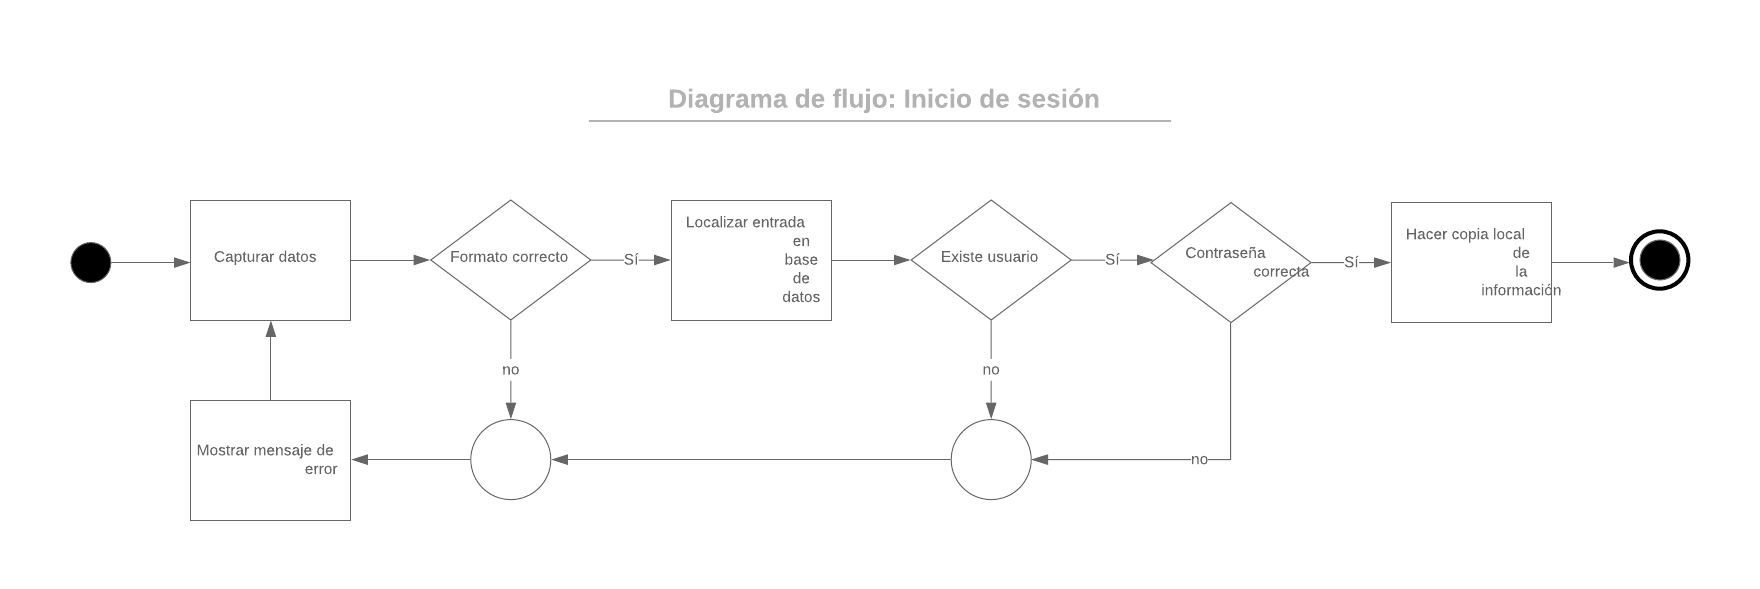 Diagrama de flujo: Inicio de sesión
Capturar datos
Formato correcto
Sí
Localizar entrada
en
base
de
datos
Existe usuario
Sí
Contraseña
correcta
Sí
Hacer copia local
de
la
información
no
no
Mostrar mensaje de
error
no